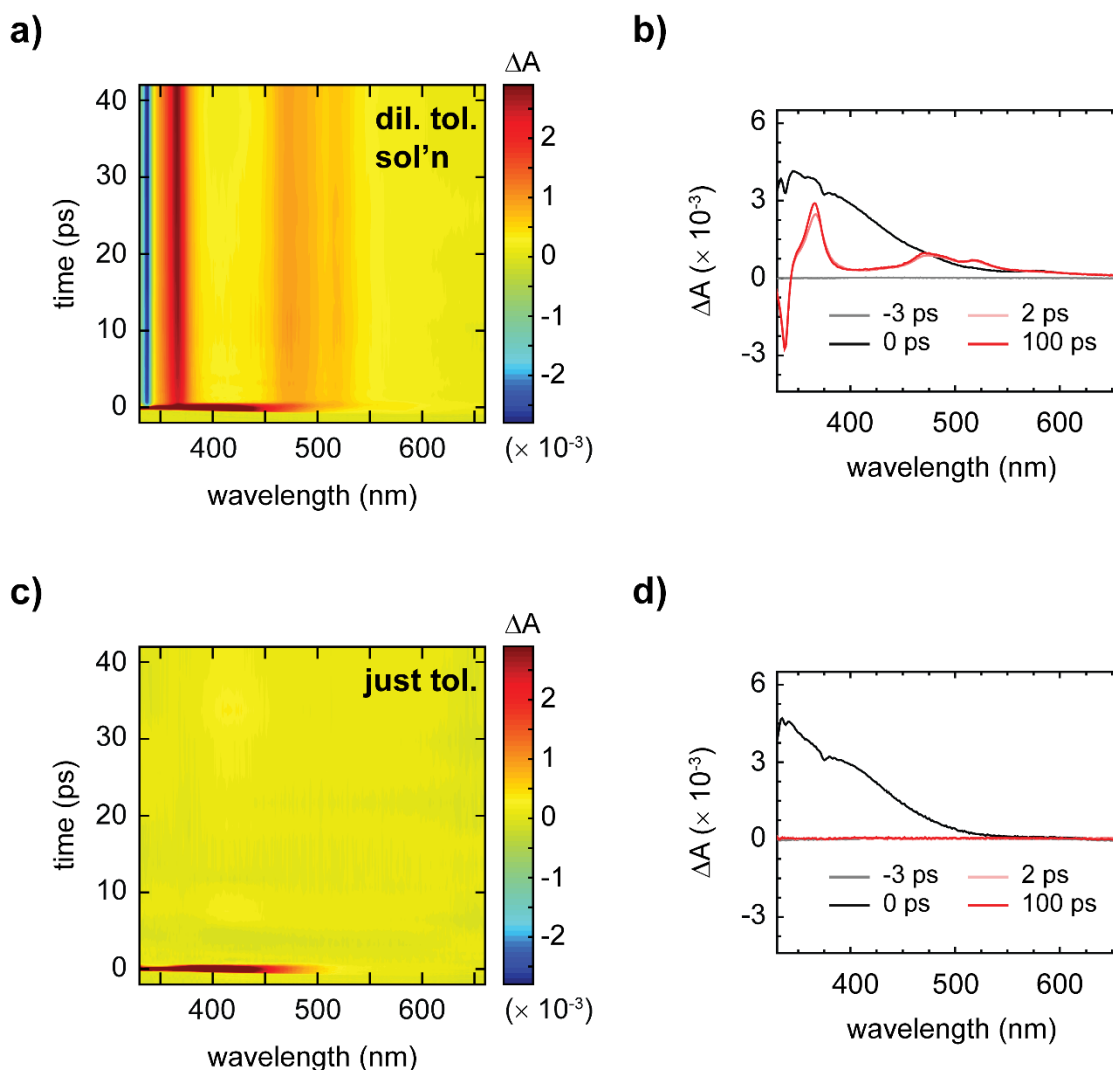 a)
ΔA
dil. tol.
sol’n
40
30
20
10
0
time (ps)
2
1
0
-1
-2
(× 10-3)
400
500
600
wavelength (nm)
b)
6
3
0
-3
ΔA (× 10-3)
-3 ps
2 ps
0 ps
100 ps
400
500
600
wavelength (nm)
c)
ΔA
just tol.
40
30
20
10
0
time (ps)
2
1
0
-1
-2
(× 10-3)
400
500
600
wavelength (nm)
d)
6
3
0
-3
ΔA (× 10-3)
-3 ps
2 ps
0 ps
100 ps
400
500
600
wavelength (nm)